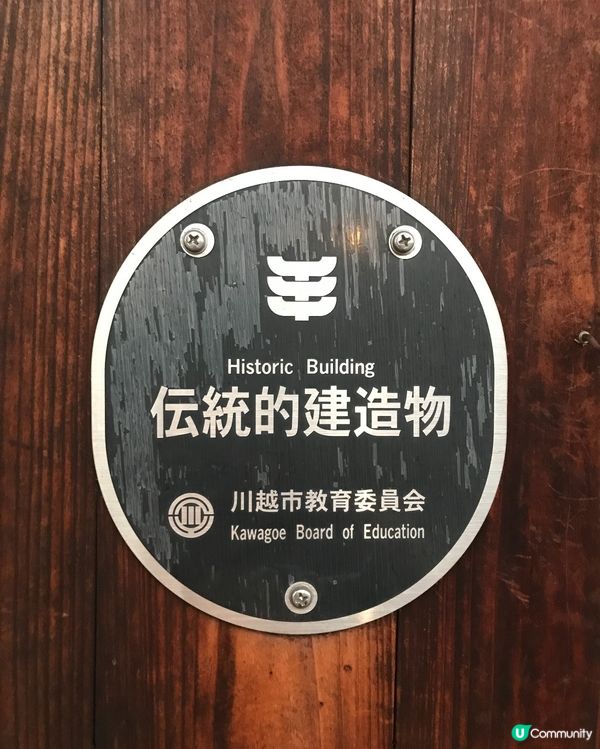 Historic Building
伝統的建造物
川越市教育委員会
Kawagoe Board of Education
U Community